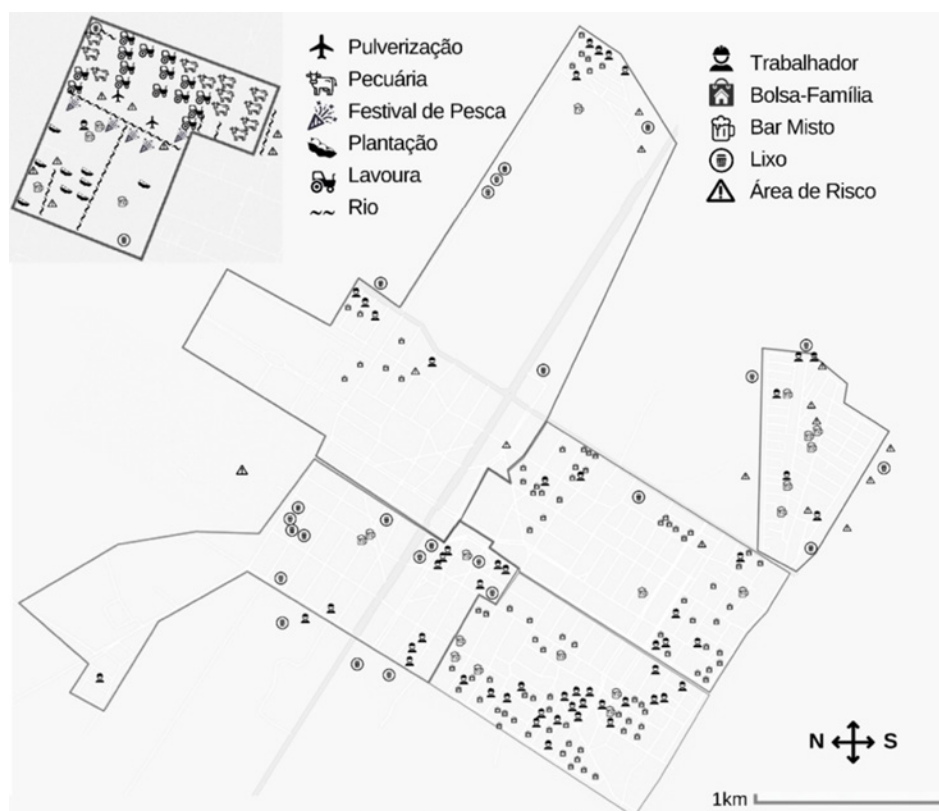 Pulverização
Pecuária
Festival de Pesca
Plantação
Lavoura
Rio
Trabalhador
Bolsa-Família
Bar Misto
Lixo
Área de Risco
N S
1km